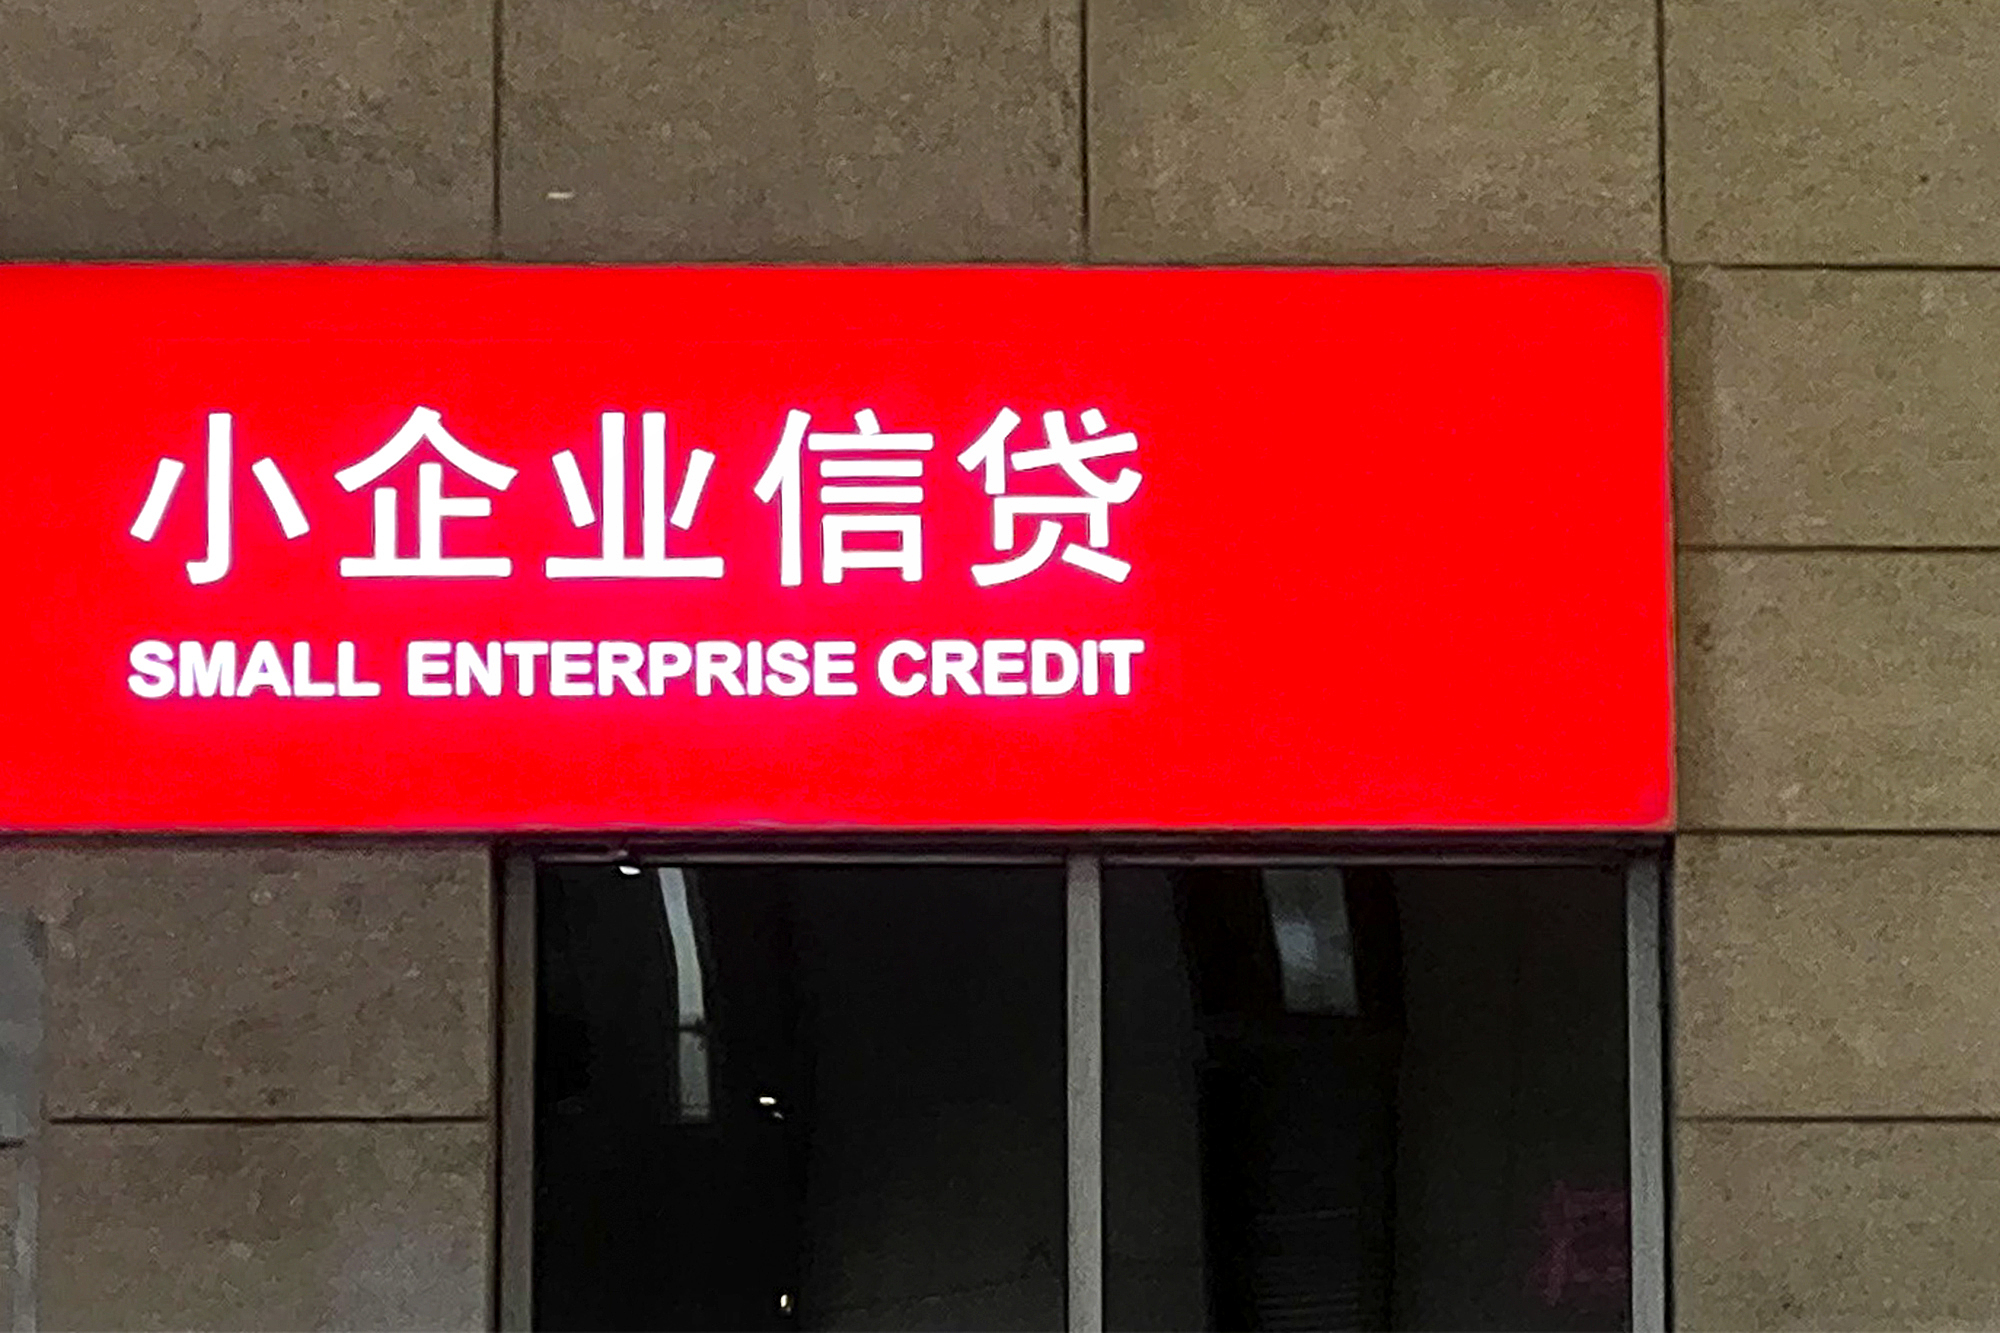 小企业信贷
SMALL ENTERPRISE CREDIT